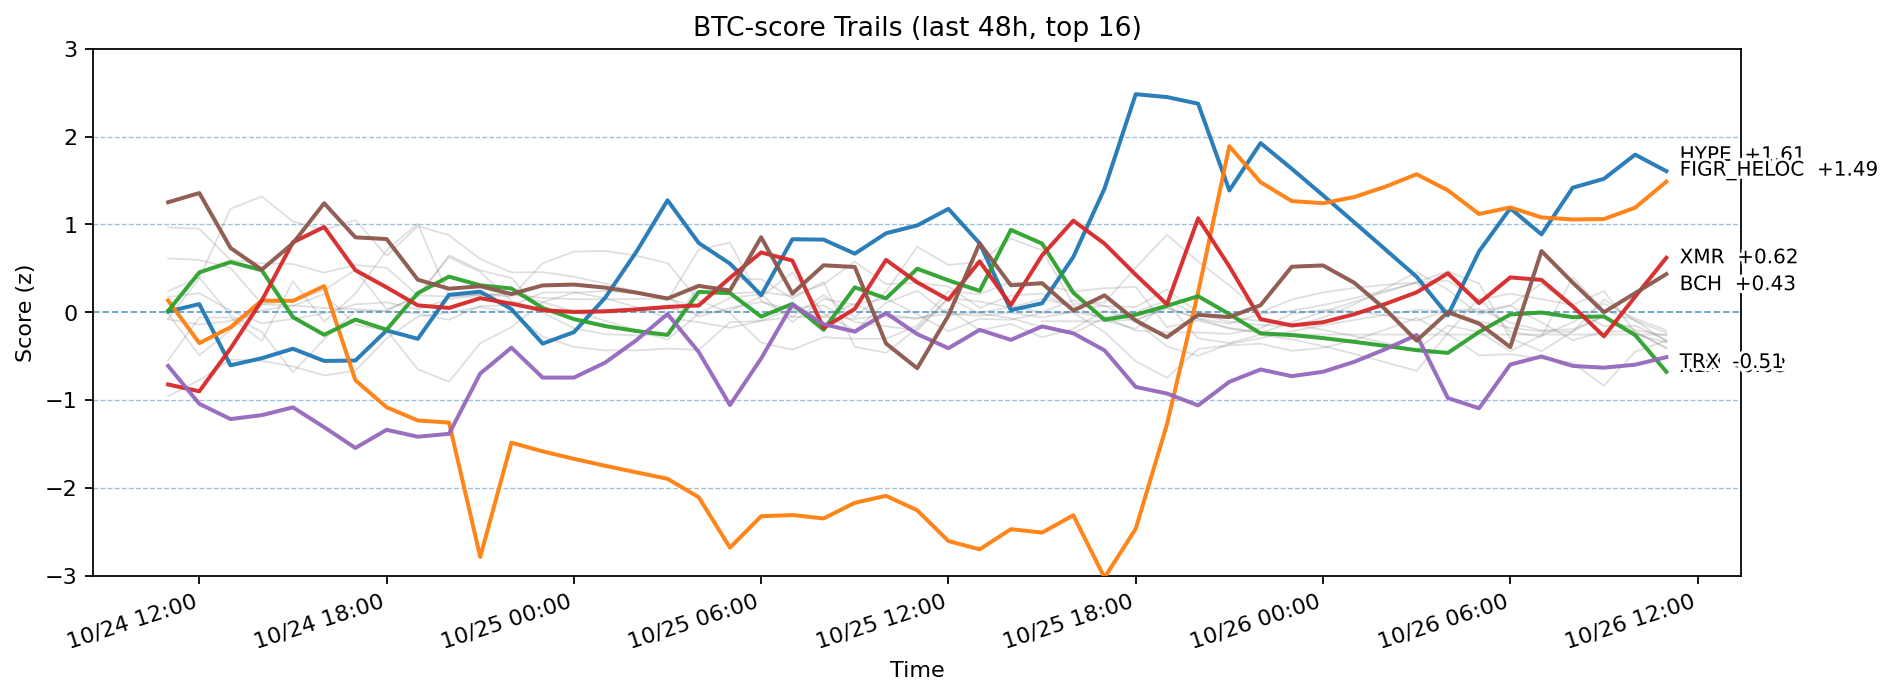 BTC-score Trails (last 48h, top 16)
Score (z)
3
2
1
0
−1
−2
−3
HYPE +1.61
FIGR_HELOC +1.49
XMR +0.62
BCH +0.43
TRX -0.51
10/24 12:00
10/24 18:00
10/25 00:00
10/25 06:00
10/25 12:00
10/25 18:00
10/26 00:00
10/26 06:00
10/26 12:00
Time